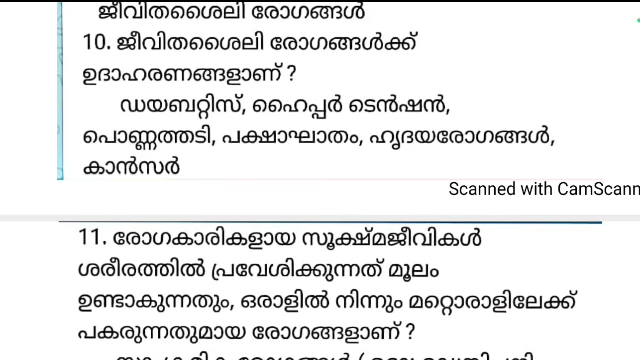 ജീവിതശൈലി രോഗങ്ങൾ
10. ജീവിതശൈലി രോഗങ്ങൾക്ക്
ഉദാഹരണങ്ങളാണ് ?
ഡയബറ്റിസ്, ഹൈപ്പർ ടെൻഷൻ,
പൊണ്ണത്തടി, പക്ഷാഘാതം, ഹൃദയരോഗങ്ങൾ,
കാൻസർ
Scanned with CamScann
11. രോഗകാരികളായ സൂക്ഷ്മജീവികൾ
ശരീരത്തിൽ പ്രവേശിക്കുന്നത് മൂലം
ഉണ്ടാകുന്നതും, ഒരാളിൽ നിന്നും മറ്റൊരാളിലേക്ക്
പകരുന്നതുമായ രോഗങ്ങളാണ് ?